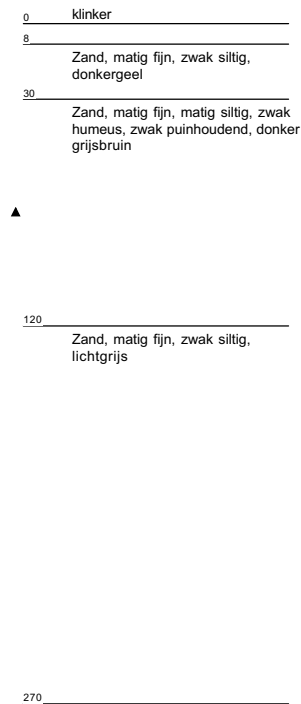 0 klinker
8
Zand, matig fijn, zwak siltig,
donkergeel
30
Zand, matig fijn, matig siltig, zwak
humeus, zwak puinhoudend, donker
grijsbruin
120
Zand, matig fijn, zwak siltig,
lichtgrijs
270